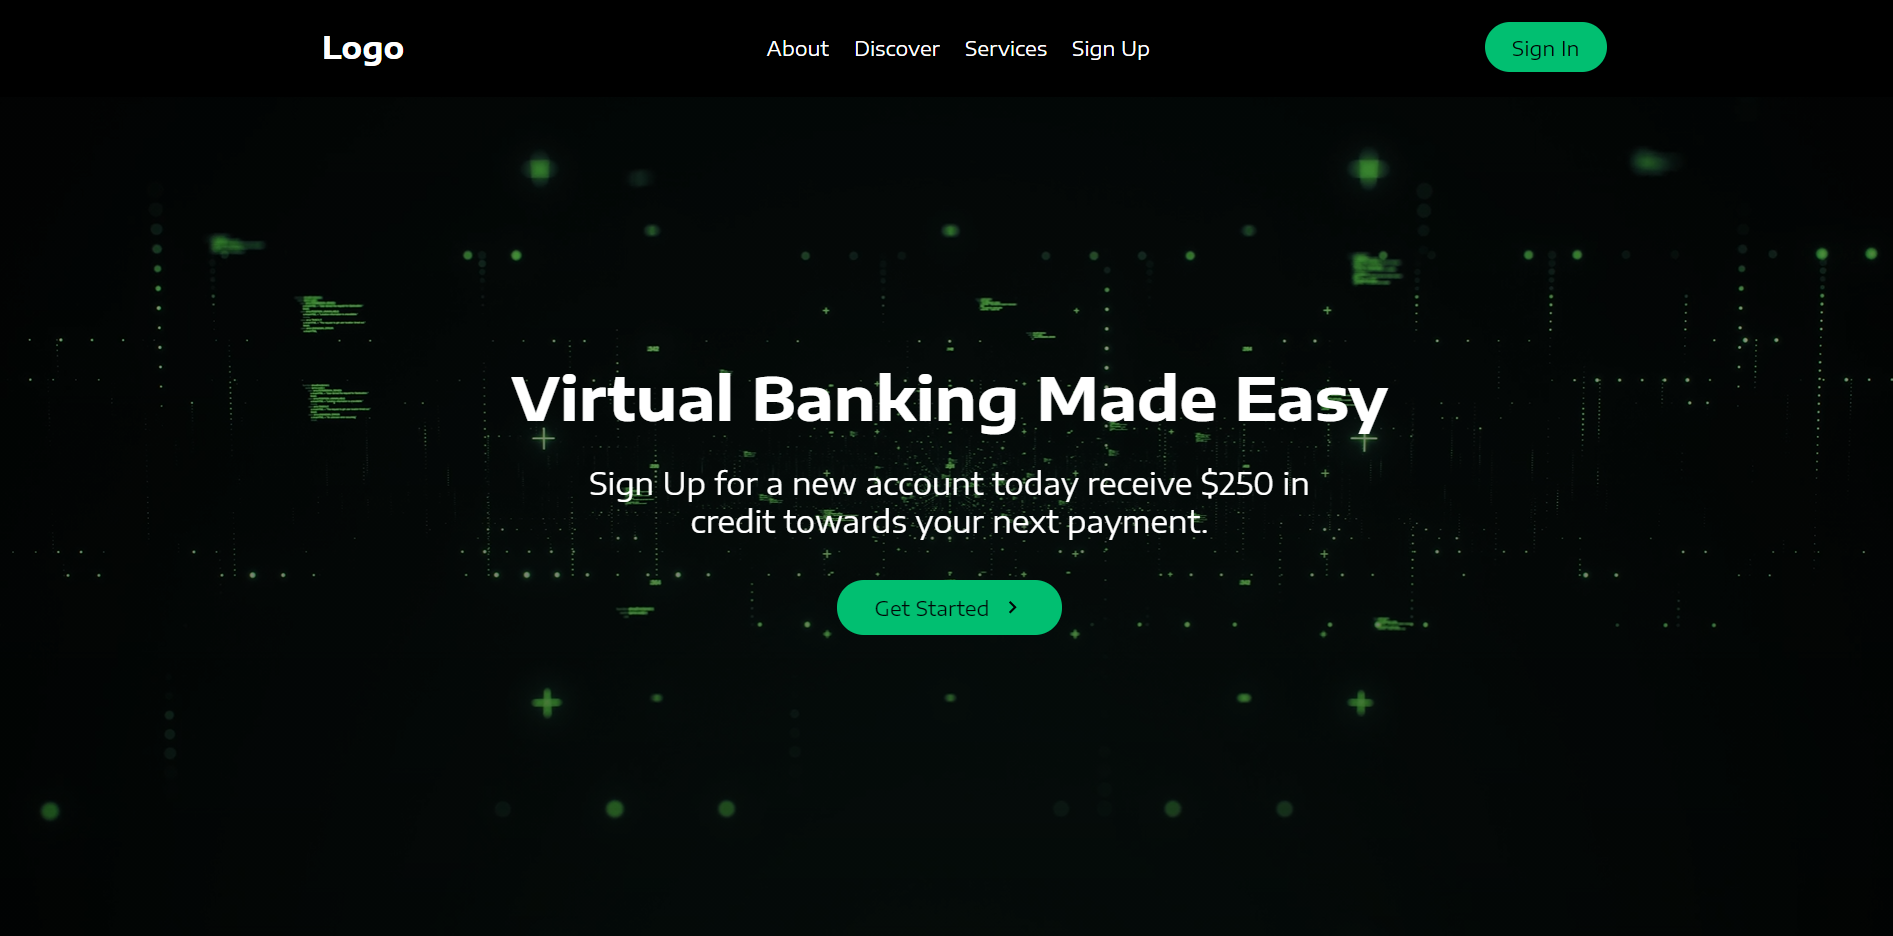 Logo
About Discover Services Sign Up
Sign In
Virtual Banking Made Easy
Sign Up for a new account today receive $250 in
credit towards your next payment.
Get Started